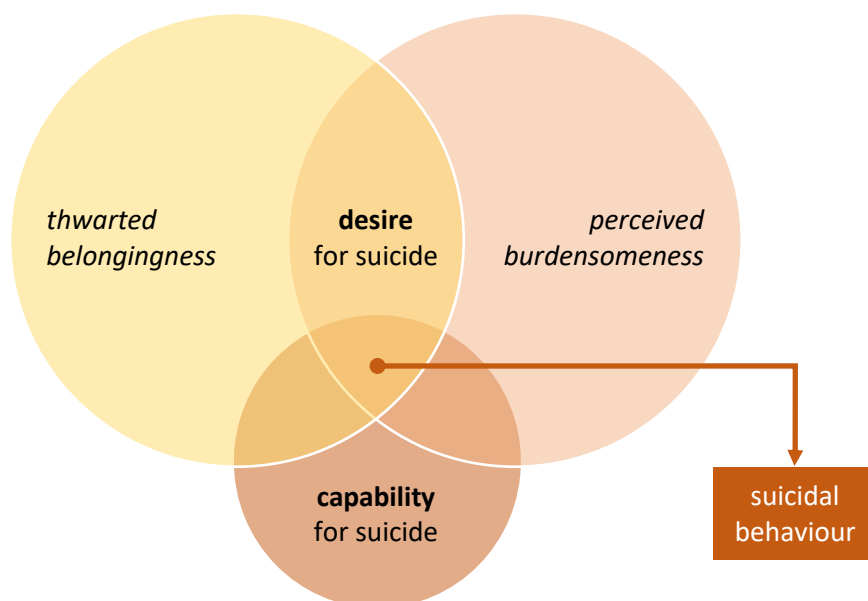 thwarted
belongingness
desire
for suicide
perceived
burdensomeness
capability
for suicide
suicidal
behaviour